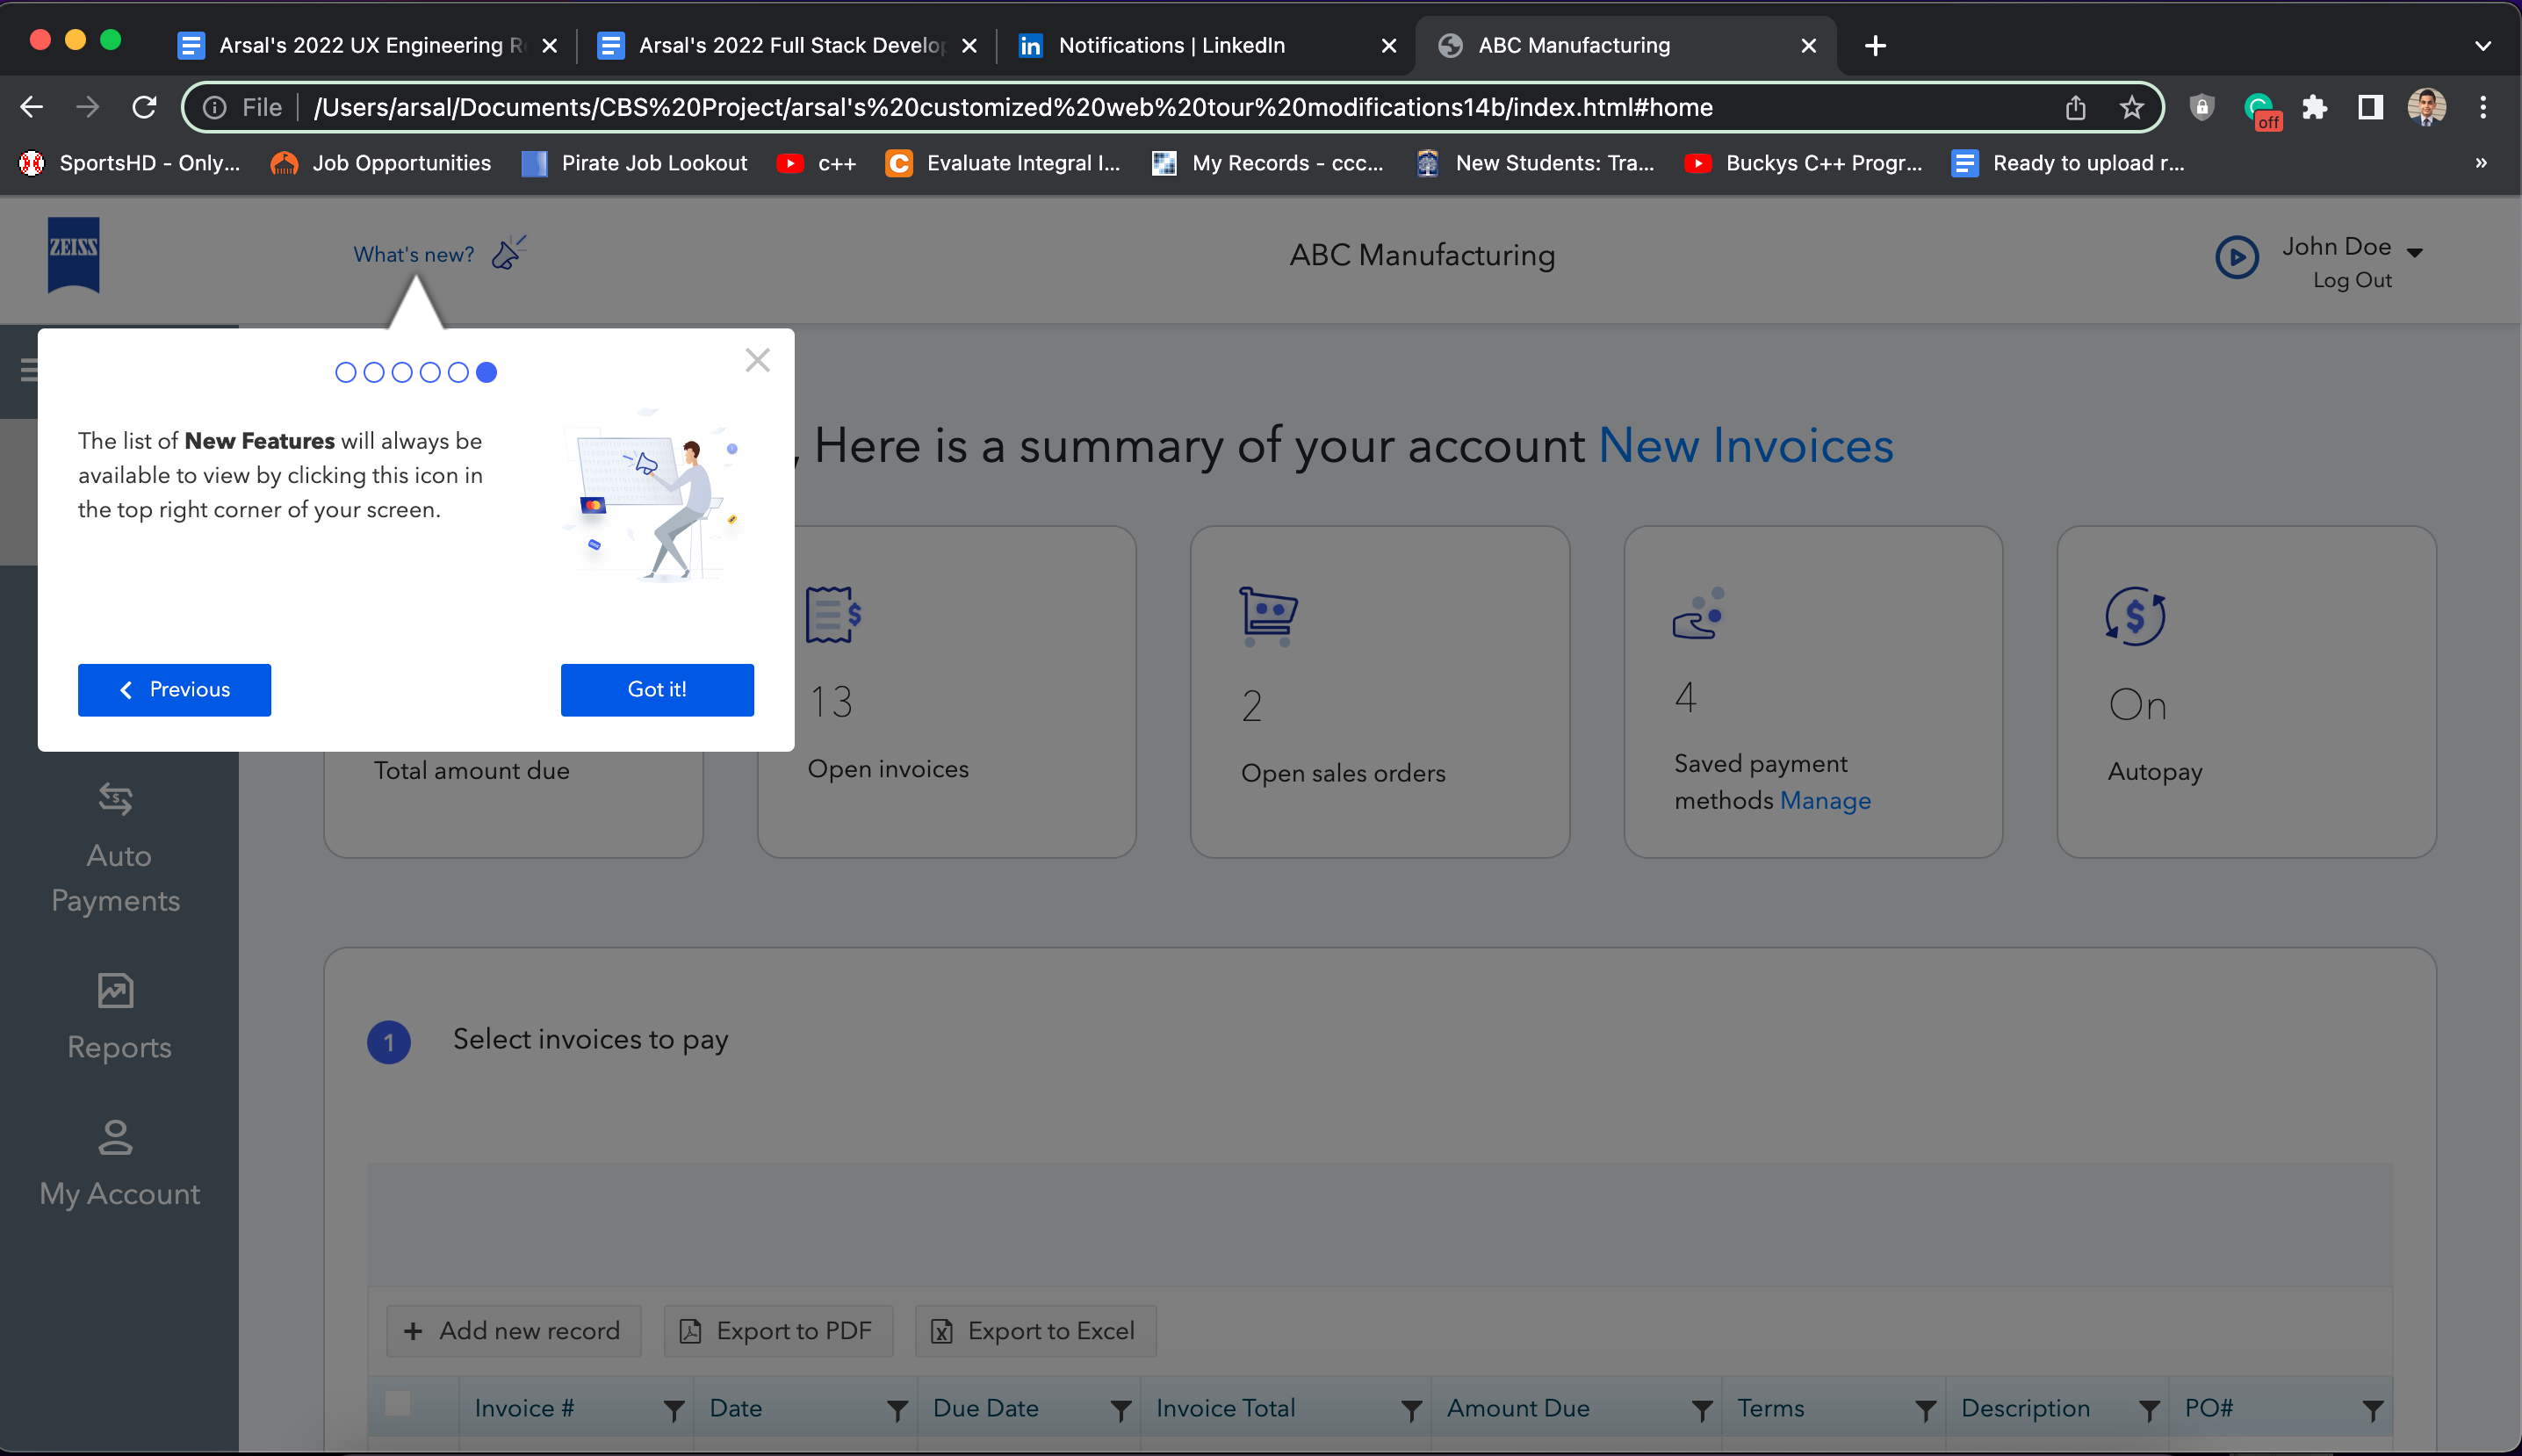 Arsal's 2022 UX Engineering R
Arsal's 2022 Full Stack Develop
Notifications | LinkedIn
ABC Manufacturing
File
/Users/arsal/Documents/CBS%20Project/arsal's%20customized%20web%20tour%20modifications14b/index.html#home
off
SportsHD - Only...
Job Opportunities
Pirate Job Lookout
c++
Evaluate Integral I...
My Records - ccc...
New Students: Tra...
Buckys C++ Progr...
Ready to upload r...
ZEISS
What's new?
ABC Manufacturing
John Doe
Log Out
The list of New Features will always be
available to view by clicking this icon in
the top right corner of your screen.
Previous
Got it!
, Here is a summary of your account New Invoices
Total amount due
13
Open invoices
2
Open sales orders
4
Saved payment
methods Manage
On
Autopay
Auto
Payments
Reports
My Account
1
Select invoices to pay
Add new record
Export to PDF
Export to Excel
Invoice #
Date
Due Date
Invoice Total
Amount Due
Terms
Description
PO#